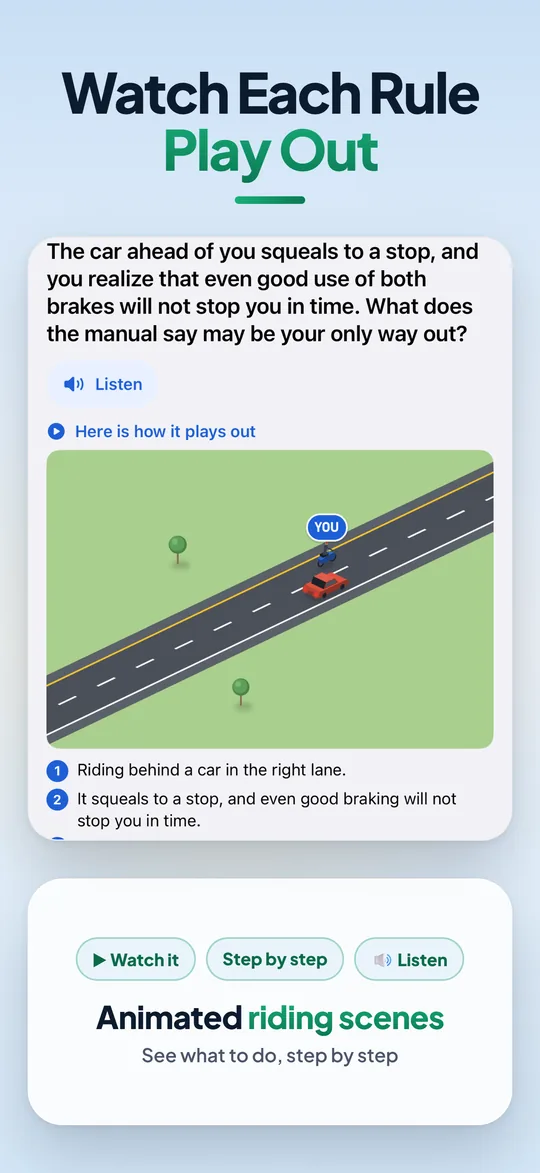 Watch Each Rule
Play Out
The car ahead of you squeals to a stop, and
you realize that even good use of both
brakes will not stop you in time. What does
the manual say may be your only way out?
Listen
Here is how it plays out
YOU
1 Riding behind a car in the right lane.
2 It squeals to a stop, and even good braking will not
stop you in time.
Watch it
Step by step
Listen
Animated riding scenes
See what to do, step by step